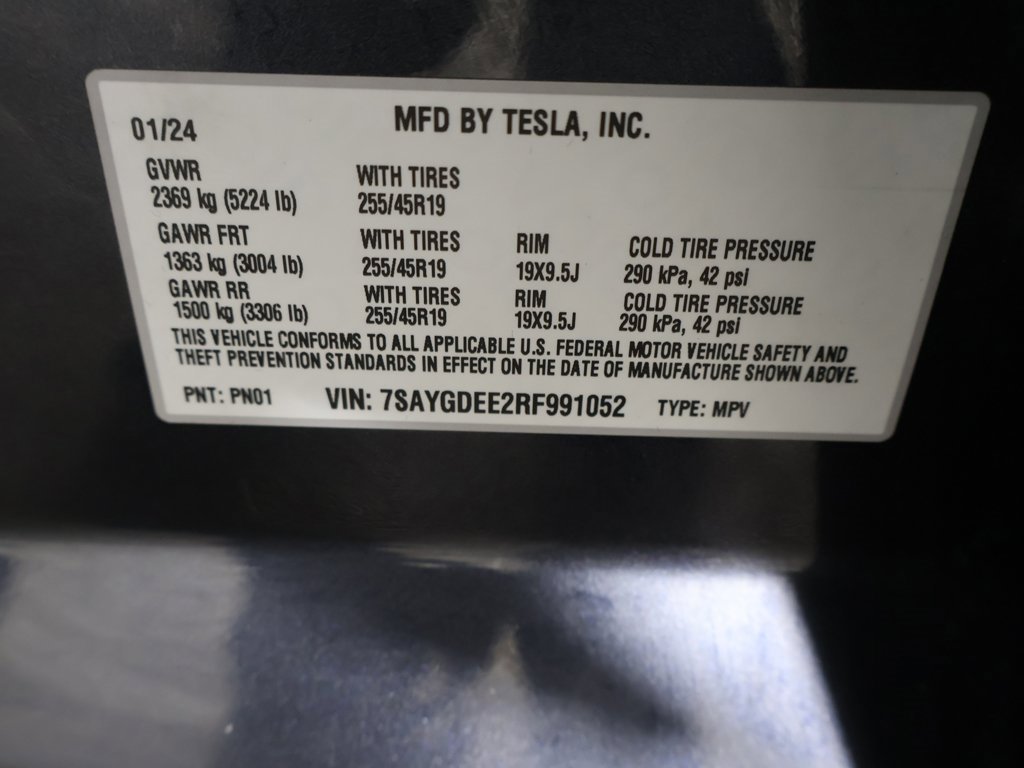 01/24 MFD BY TESLA, INC.
GVWR WITH TIRES
2369 kg (5224 lb) 255/45R19
GAWR FRT WITH TIRES RIM COLD TIRE PRESSURE
1363 kg (3004 lb) 255/45R19 19X9.5J 290 kPa, 42 psi
GAWR RR WITH TIRES RIM COLD TIRE PRESSURE
1500 kg (3306 lb) 255/45R19 19X9.5J 290 kPa, 42 psi
THIS VEHICLE CONFORMS TO ALL APPLICABLE U.S. FEDERAL MOTOR VEHICLE SAFETY AND
THEFT PREVENTION STANDARDS IN EFFECT ON THE DATE OF MANUFACTURE SHOWN ABOVE.
PNT: PN01 VIN: 7SAYGDEE2RF991052 TYPE: MPV